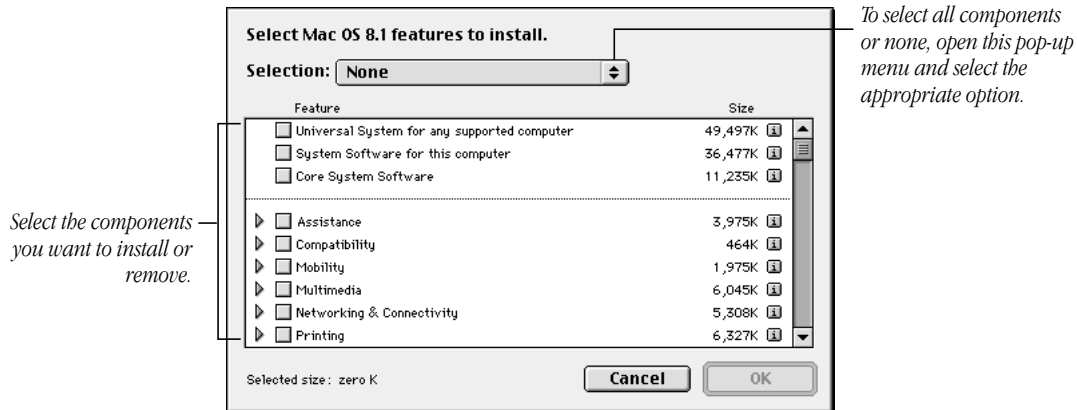 Select Mac OS 8.1 features to install.
Selection: None
To select all components
or none, open this pop-up
menu and select the
appropriate option.
Feature Size
Universal System for any supported computer 49,497K
System Software for this computer 36,477K
Core System Software 11,235K
Assistance 3,975K
Compatibility 464K
Mobility 1,975K
Multimedia 6,045K
Networking & Connectivity 5,308K
Printing 6,327K
Select the components
you want to install or
remove.
Selected size: zero K
Cancel
OK